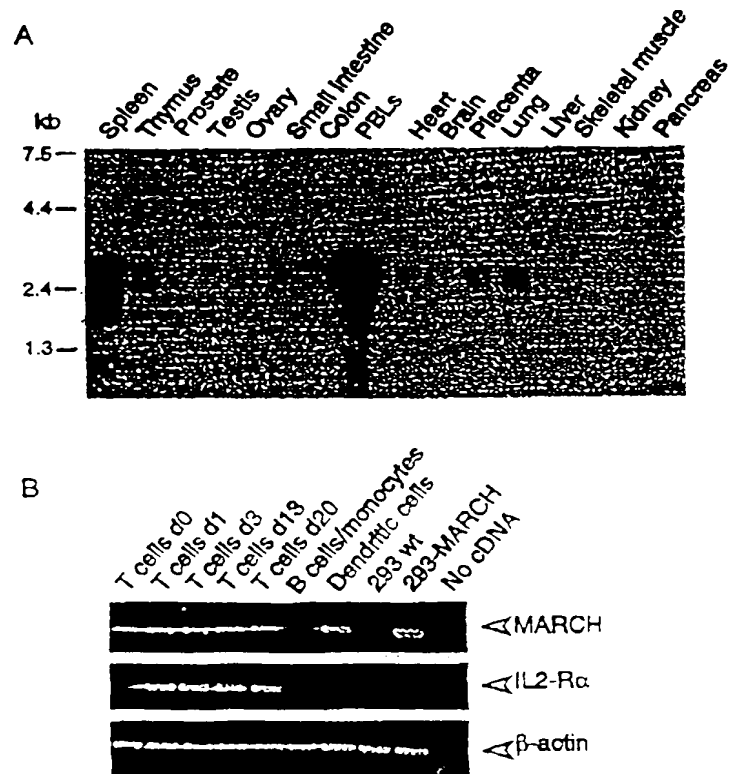 A
kb
Spleen
Thymus
Prostate
Testis
Ovary
Small Intestine
Colon
PBLs
Heart
Brain
Placenta
Lung
Liver
Skeletal muscle
Kidney
Pancreas
7.5
4.4
2.4
1.3
B
T cells d0
T cells d1
T cells d3
T cells d13
T cells d20
B cells/monocytes
Dendritic cells
293 wt
293-MARCH
No cDNA
MARCH
IL2-Rα
β-actin